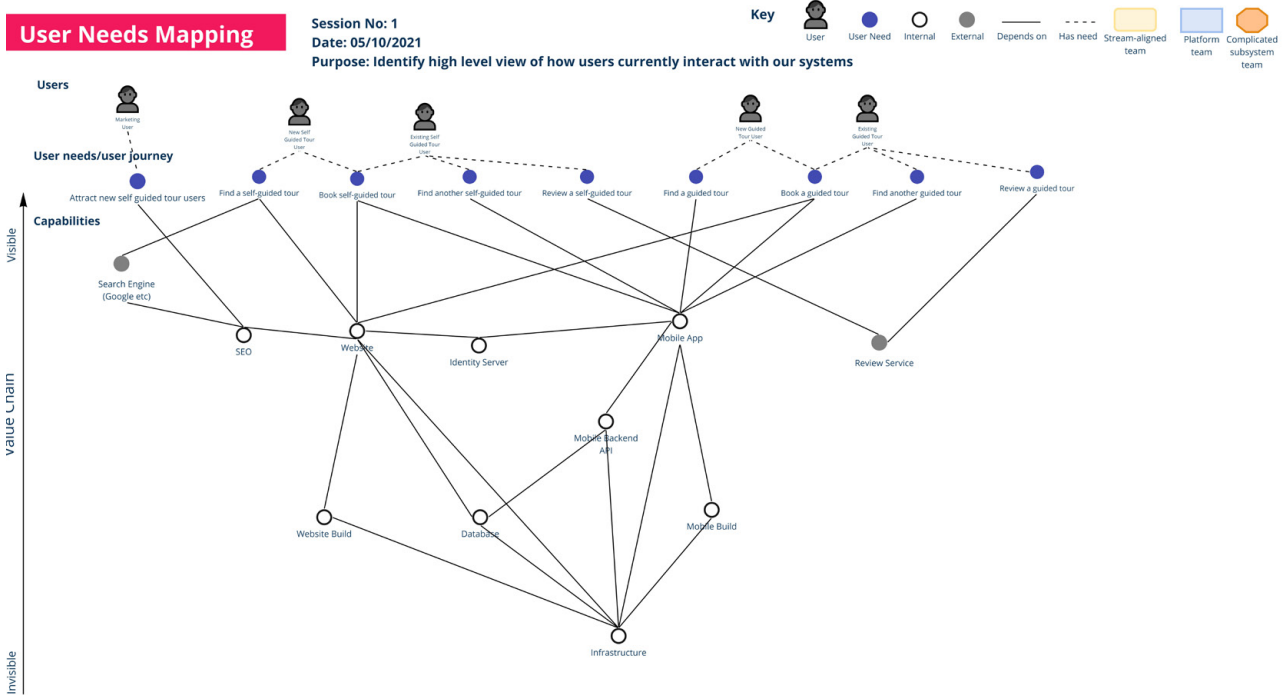 User Needs Mapping
Session No: 1
Date: 05/10/2021
Purpose: Identify high level view of how users currently interact with our systems
Key
User
User Need
Internal
External
Depends on
Has need
Stream-aligned
team
Platform
team
Complicated
subsystem
team
Users
Marketing
User
New Self
Guided Tour
User
Existing Self
Guided Tour
User
New Guided
Tour User
Existing
Guided Tour
User
User needs/user journey
Attract new self guided tour users
Find a self-guided tour
Book self-guided tour
Find another self-guided tour
Review a self-guided tour
Find a guided tour
Book a guided tour
Find another guided tour
Review a guided tour
Capabilities
Visible
Value Chain
Invisible
Search Engine
(Google etc)
SEO
Website
Identity Server
Mobile App
Review Service
Mobile Backend
API
Website Build
Database
Mobile Build
Infrastructure